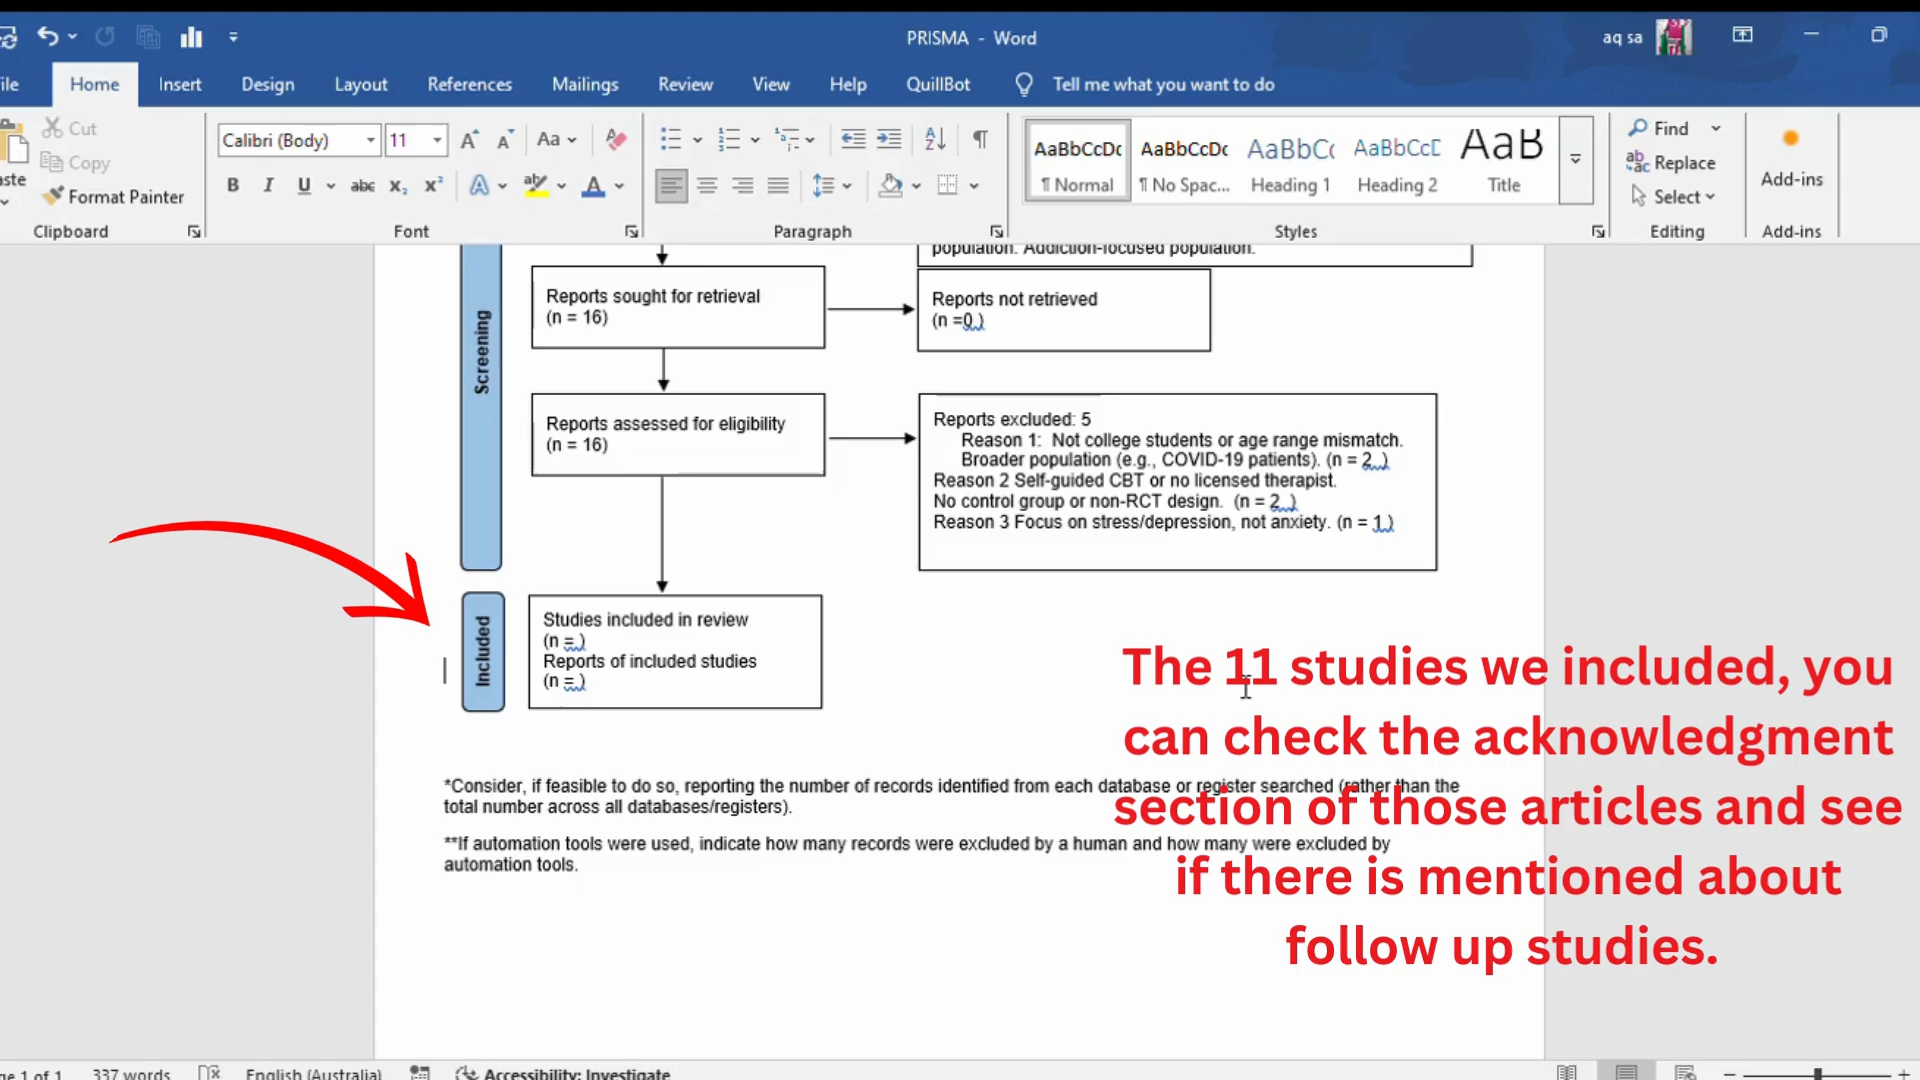 PRISMA - Word
aq sa
ile
Home
Insert
Design
Layout
References
Mailings
Review
View
Help
QuillBot
Tell me what you want to do
Cut
Copy
Format Painter
aste
Clipboard
Calibri (Body)
11
Font
Paragraph
AaBbCcDc
¶ Normal
AaBbCcDc
¶ No Spac...
AaBbCc
Heading 1
AaBbCcE
Heading 2
AaB
Title
Styles
Find
Replace
Select
Editing
Add-ins
Add-ins
population. Addiction-focused population.
Screening
Reports sought for retrieval
(n = 16)
Reports not retrieved
(n =0 )
Reports assessed for eligibility
(n = 16)
Reports excluded: 5
Reason 1: Not college students or age range mismatch.
Broader population (e.g., COVID-19 patients). (n = 2 )
Reason 2 Self-guided CBT or no licensed therapist.
No control group or non-RCT design. (n = 2 )
Reason 3 Focus on stress/depression, not anxiety. (n = 1 )
Included
Studies included in review
(n = )
Reports of included studies
(n = )
The 11 studies we included, you
can check the acknowledgment
section of those articles and see
if there is mentioned about
follow up studies.
*Consider, if feasible to do so, reporting the number of records identified from each database or register searched (rather than the
total number across all databases/registers).
**If automation tools were used, indicate how many records were excluded by a human and how many were excluded by
automation tools.
ge 1 of 1
337 words
English (Australia)
Accessibility: Investigate